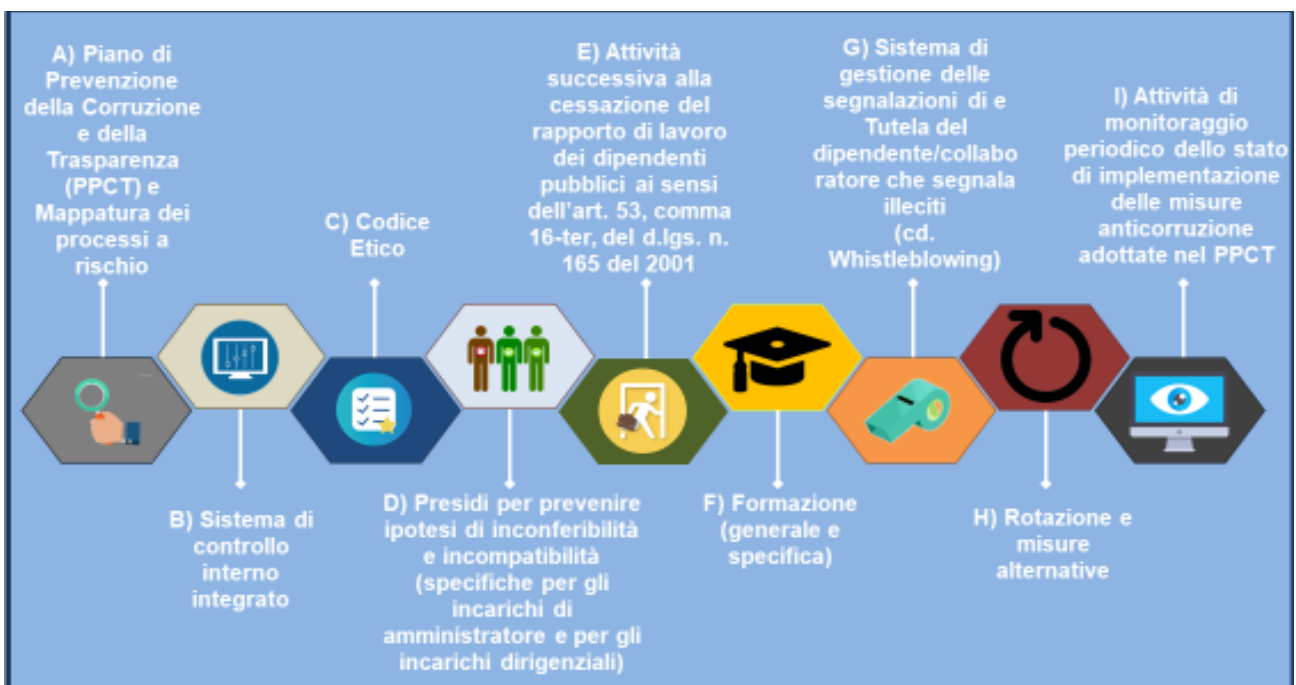 A) Piano di
Prevenzione
della Corruzione
e della
Trasparenza
(PPCT) e
Mappatura dei
processi a
rischio
B) Sistema di
controllo
interno
integrato
C) Codice
Etico
D) Presidi per prevenire
ipotesi di inconferibilità
e incompatibilità
(specifiche per gli
incarichi di
amministratore e per gli
incarichi dirigenziali)
E) Attività
successiva alla
cessazione del
rapporto di lavoro
dei dipendenti
pubblici ai sensi
dell'art. 53, comma
16-ter, del d.lgs. n.
165 del 2001
F) Formazione
(generale e
specifica)
G) Sistema di
gestione delle
segnalazioni di e
Tutela del
dipendente/collabo
ratore che segnala
illeciti
(cd.
Whistleblowing)
H) Rotazione e
misure
alternative
I) Attività di
monitoraggio
periodico dello stato
di implementazione
delle misure
anticorruzione
adottate nel PPCT